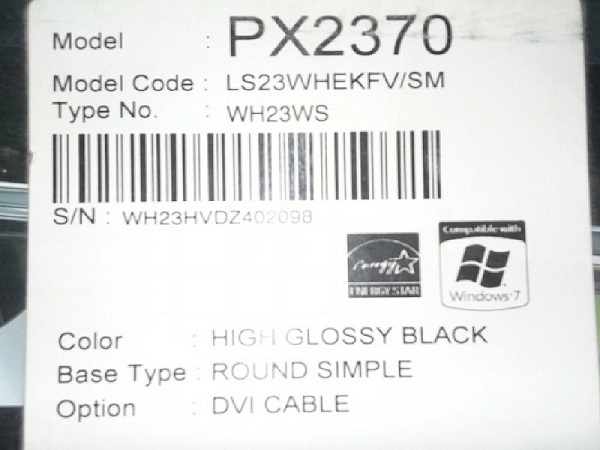 Model : PX2370
Model Code : LS23WHEKFV/SM
Type No. : WH23WS
S/N : WH23HVDZ402098
Energy
ENERGY STAR
Compatible with
Windows 7
Color : HIGH GLOSSY BLACK
Base Type : ROUND SIMPLE
Option : DVI CABLE